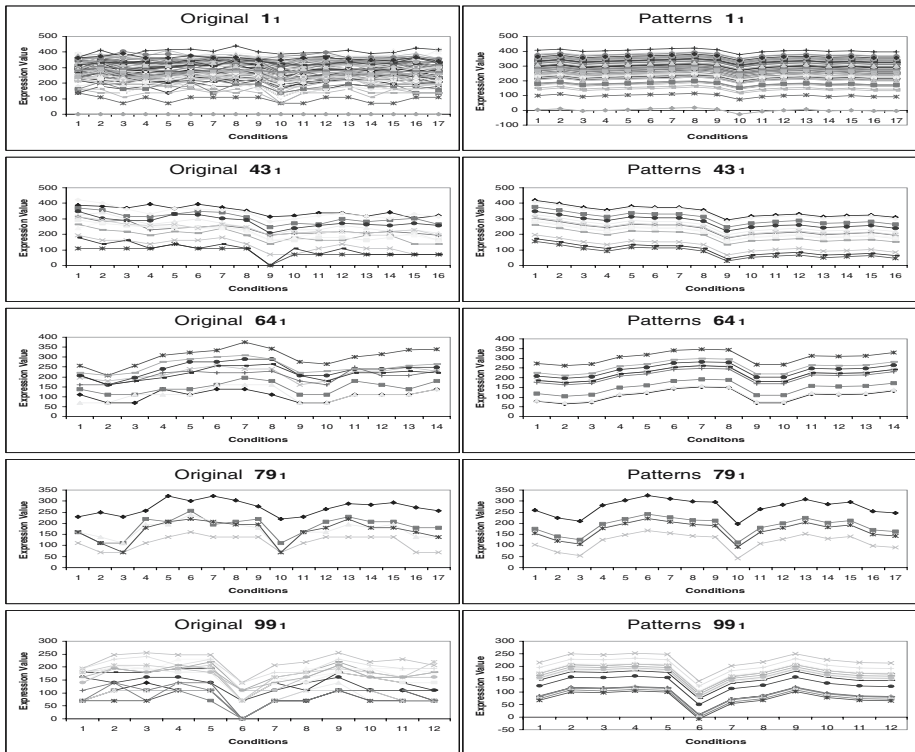 Original 1₁
500
400
300
200
100
0
Expression Value
1 2 3 4 5 6 7 8 9 10 11 12 13 14 15 16 17
Conditions
Patterns 1₁
500
400
300
200
100
0
-100
Expression Value
1 2 3 4 5 6 7 8 9 10 11 12 13 14 15 16 17
Conditions
Original 43₁
500
400
300
200
100
0
Expression Value
1 2 3 4 5 6 7 8 9 10 11 12 13 14 15 16
Conditions
Patterns 43₁
500
400
300
200
100
0
Expression Value
1 2 3 4 5 6 7 8 9 10 11 12 13 14 15 16
Conditions
Original 64₁
400
350
300
250
200
150
100
50
0
Expression Value
1 2 3 4 5 6 7 8 9 10 11 12 13 14
Conditions
Patterns 64₁
400
350
300
250
200
150
100
50
0
Expression Value
1 2 3 4 5 6 7 8 9 10 11 12 13 14
Conditions
Original 79₁
350
300
250
200
150
100
50
0
Expression Value
1 2 3 4 5 6 7 8 9 10 11 12 13 14 15 16 17
Conditions
Patterns 79₁
350
300
250
200
150
100
50
0
Expression Value
1 2 3 4 5 6 7 8 9 10 11 12 13 14 15 16 17
Conditions
Original 99₁
300
250
200
150
100
50
0
Expression Value
1 2 3 4 5 6 7 8 9 10 11 12
Conditions
Patterns 99₁
300
250
200
150
100
50
0
-50
Expression Value
1 2 3 4 5 6 7 8 9 10 11 12
Conditions